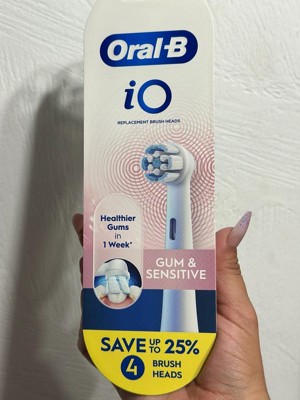 Oral-B
iO
REPLACEMENT BRUSH HEADS
Healthier
Gums
in
1 Week*
GUM &
SENSITIVE
SAVE UP TO 25%
4 BRUSH HEADS